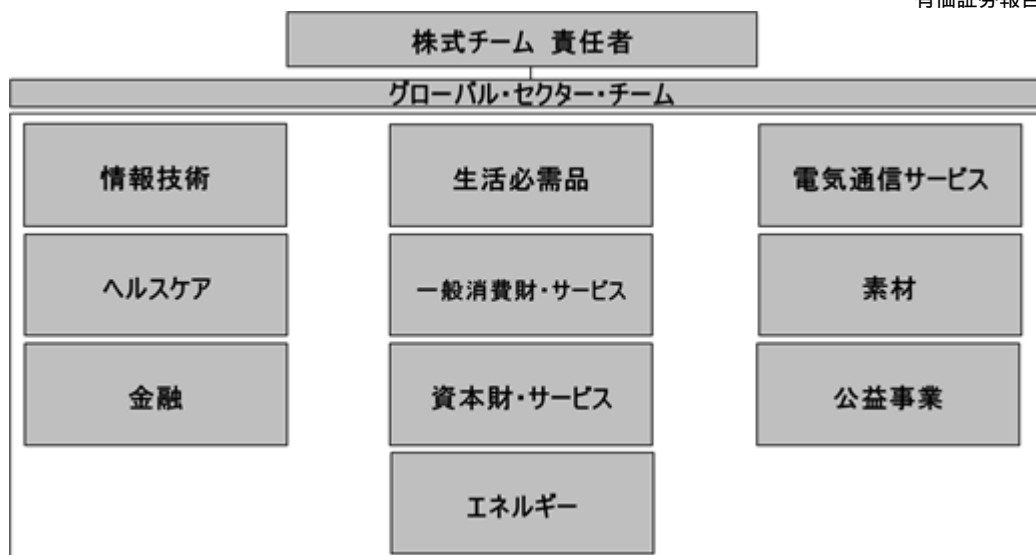 株式チーム 責任者
グローバル・セクター・チーム
情報技術
生活必需品
電気通信サービス
ヘルスケア
一般消費財・サービス
素材
金融
資本財・サービス
公益事業
エネルギー